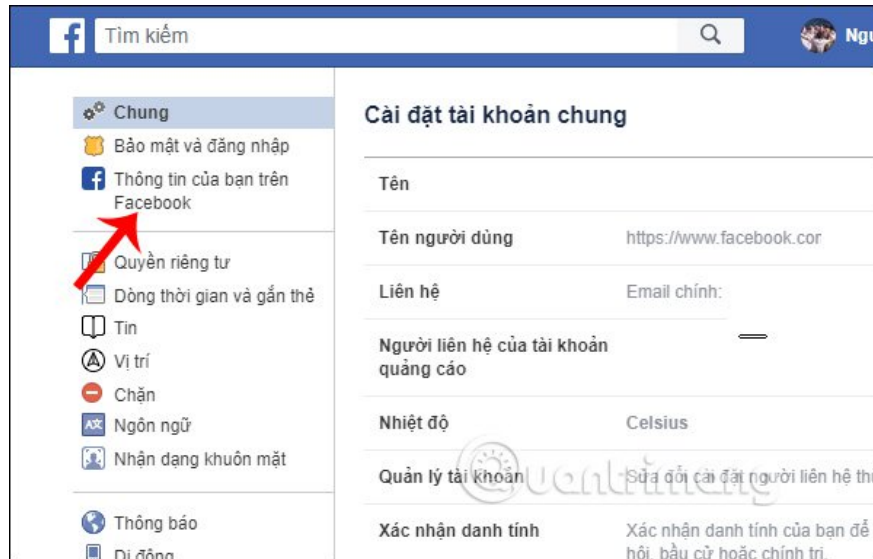 Tìm kiếm
Chung
Bảo mật và đăng nhập
Thông tin của bạn trên
Facebook
Quyền riêng tư
Dòng thời gian và gắn thẻ
Tin
Vị trí
Chặn
Ngôn ngữ
Nhận dạng khuôn mặt
Thông báo
Di động
Cài đặt tài khoản chung
Tên
Tên người dùng
https://www.facebook.cor
Liên hệ
Email chính:
Người liên hệ của tài khoản
quảng cáo
Nhiệt độ
Celsius
Quản lý tài khoản
Sửa đổi cài đặt người liên hệ
Xác nhận danh tính
Xác nhận danh tính của bạn để
hội, bầu cử hoặc chính trị.
Quantrimang